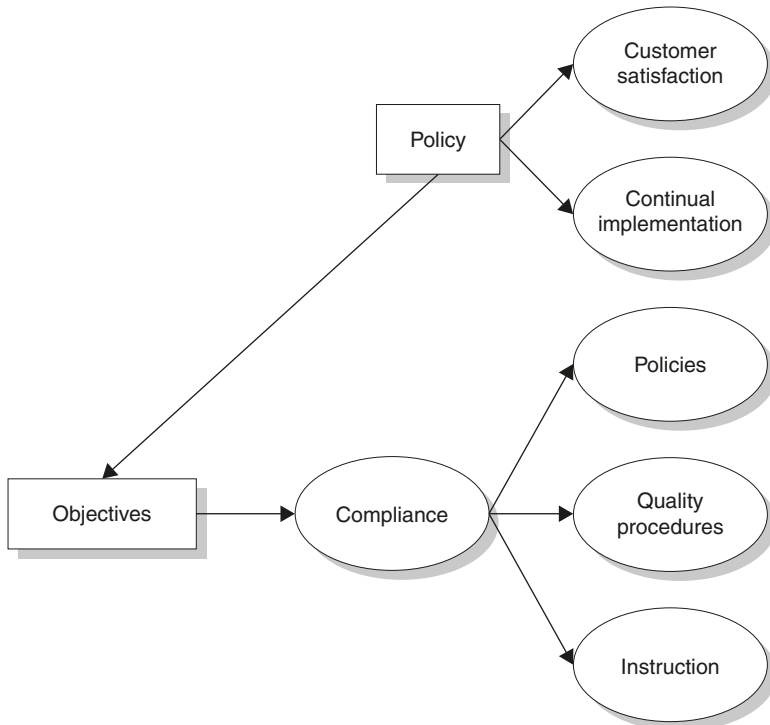 Customer
satisfaction
Policy
Continual
implementation
Policies
Objectives
Compliance
Quality
procedures
Instruction